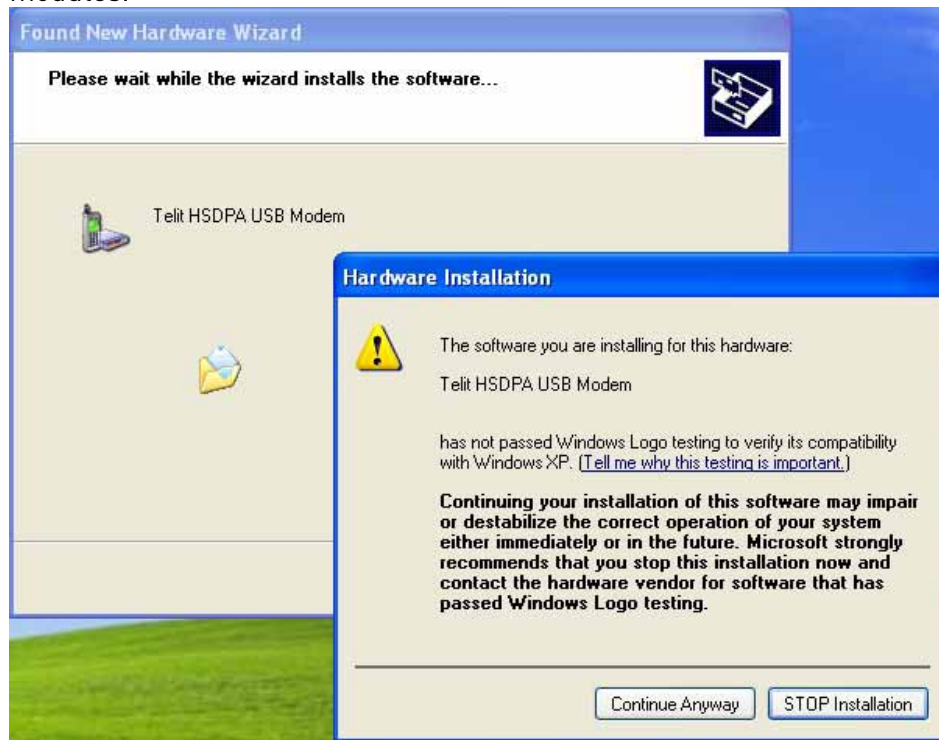 Found New Hardware Wizard
Please wait while the wizard installs the software...
Telit HSDPA USB Modem
Hardware Installation
The software you are installing for this hardware:
Telit HSDPA USB Modem
has not passed Windows Logo testing to verify its compatibility
with Windows XP. (Tell me why this testing is important.)
Continuing your installation of this software may impair
or destabilize the correct operation of your system
either immediately or in the future. Microsoft strongly
recommends that you stop this installation now and
contact the hardware vendor for software that has
passed Windows Logo testing.
Continue Anyway
STOP Installation